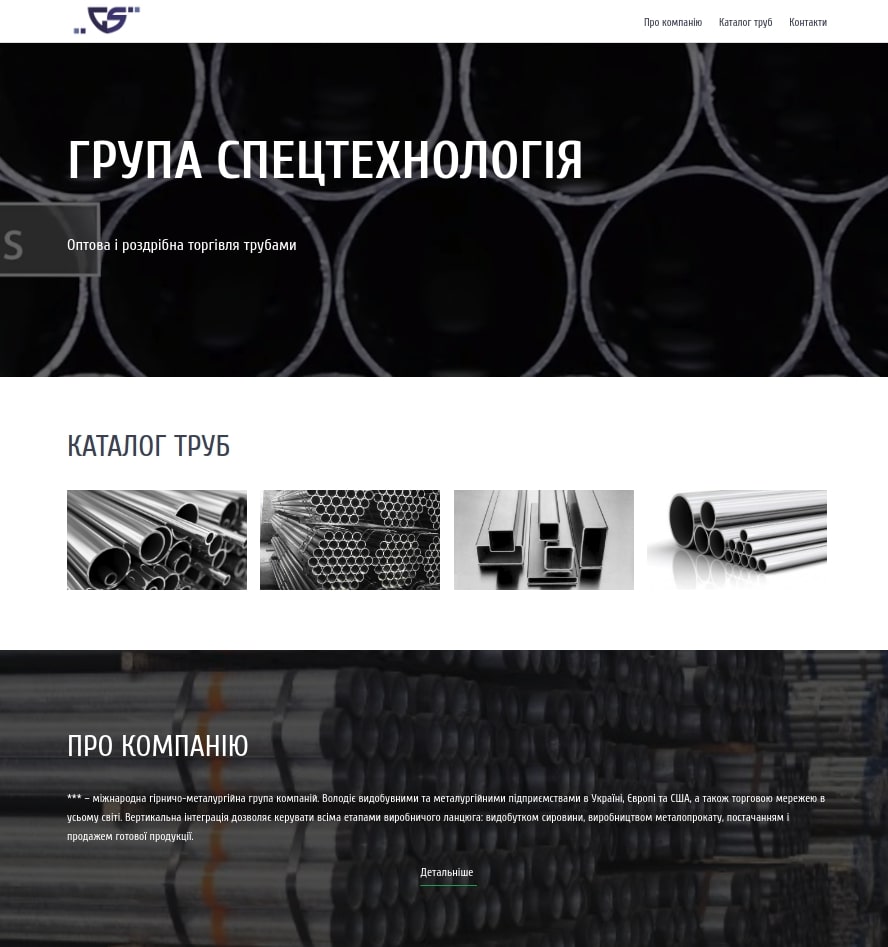 GS
Про компанію Каталог труб Контакти
ГРУПА СПЕЦТЕХНОЛОГІЯ
S
Оптова і роздрібна торгівля трубами
КАТАЛОГ ТРУБ
ПРО КОМПАНІЮ
*** – міжнародна гірничо-металургійна група компаній. Володіє видобувними та металургійними підприємствами в Україні, Європі та США, а також торговою мережею в
усьому світі. Вертикальна інтеграція дозволяє керувати всіма етапами виробничого ланцюга: видобутком сировини, виробництвом металопрокату, постачанням і
продажем готової продукції.
Детальніше